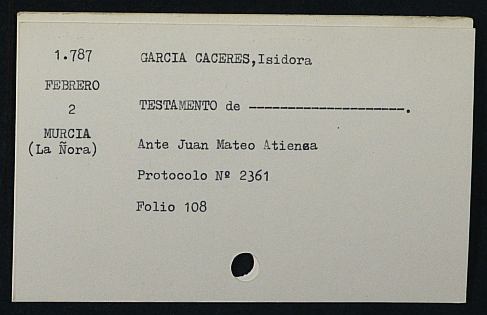 1.787
FEBRERO
2
MURCIA
(La Ñora)
GARCIA CACERES,Isidora
TESTAMENTO de --------------------.
Ante Juan Mateo Atienza
Protocolo Nº 2361
Folio 108